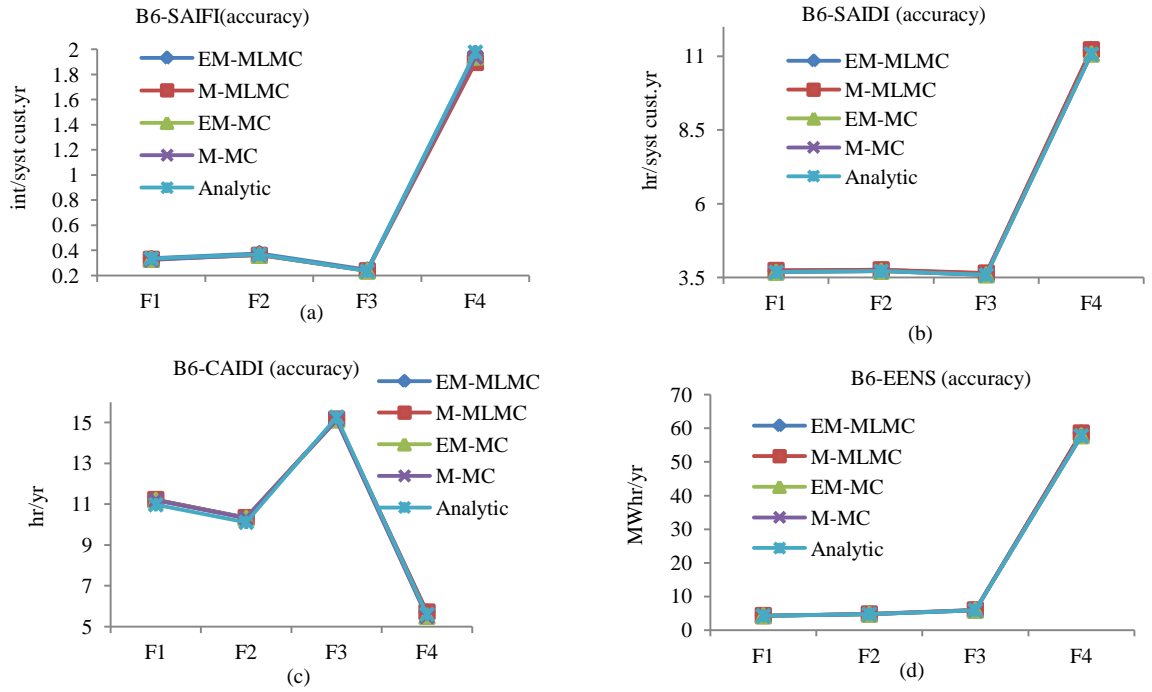 B6-SAIFI(accuracy)
int/syst cust.yr
2
1.8
1.6
1.4
1.2
1
0.8
0.6
0.4
0.2
EM-MLMC
M-MLMC
EM-MC
M-MC
Analytic
F1 F2 F3 F4
(a)
B6-SAIDI (accuracy)
hr/syst cust.yr
11
8.5
6
3.5
EM-MLMC
M-MLMC
EM-MC
M-MC
Analytic
F1 F2 F3 F4
(b)
B6-CAIDI (accuracy)
hr/yr
15
13
11
9
7
5
EM-MLMC
M-MLMC
EM-MC
M-MC
Analytic
F1 F2 F3 F4
(c)
B6-EENS (accuracy)
MWhr/yr
70
60
50
40
30
20
10
0
EM-MLMC
M-MLMC
EM-MC
M-MC
Analytic
F1 F2 F3 F4
(d)